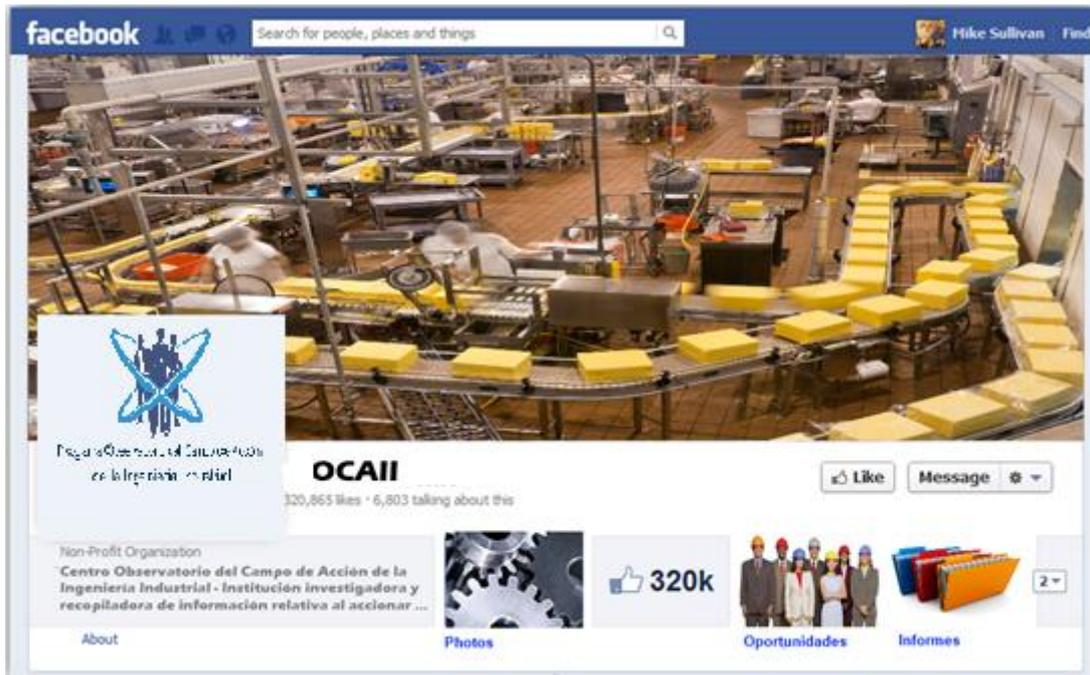 facebook
Search for people, places and things
Mike Sullivan
Find
de la
OCAII
320,865 likes · 6,803 talking about this
Like
Message
Non-Profit Organization
Centro Observatorio del Campo de Acción de la
Ingeniería Industrial - Institución investigadora y
recopiladora de información relativa al accionar ...
320k
2
About
Photos
Oportunidades
Informes